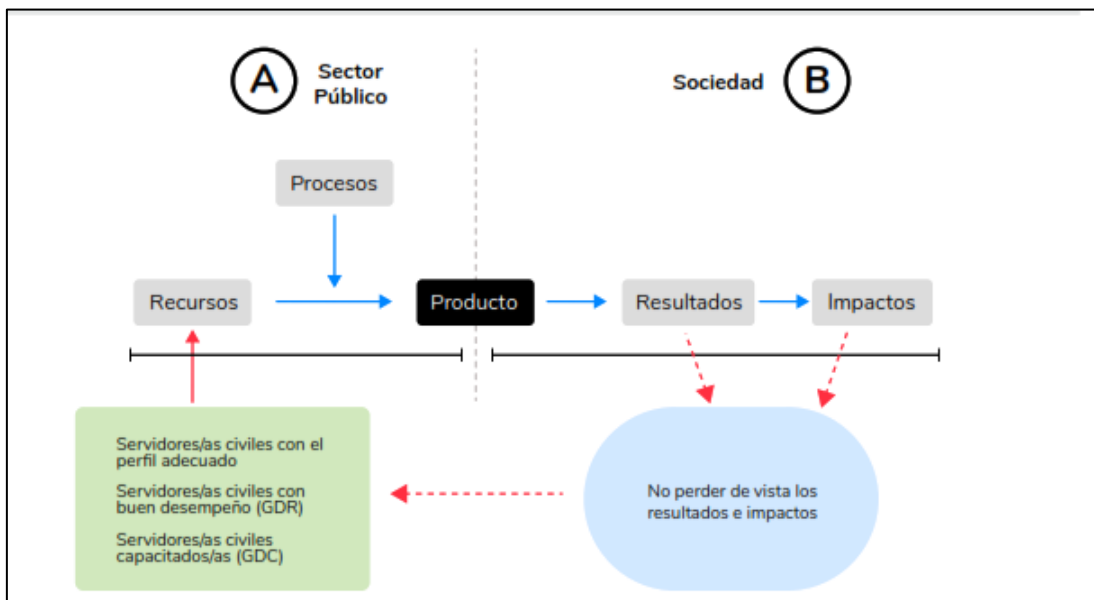 A
Sector
Público
Sociedad
B
Procesos
Recursos
Producto
Resultados
Impactos
Servidores/as civiles con el
perfil adecuado
Servidores/as civiles con
buen desempeño (GDR)
Servidores/as civiles
capacitados/as (GDC)
No perder de vista los
resultados e impactos